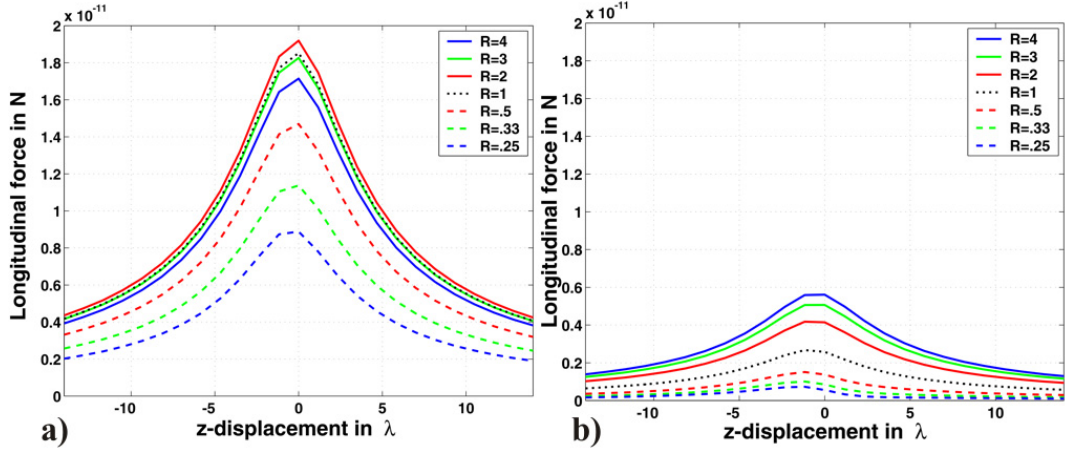 x 10⁻¹¹
2
1.8
1.6
1.4
1.2
1
0.8
0.6
0.4
0.2
0
Longitudinal force in N
-10
-5
0
5
10
z-displacement in λ
R=4
R=3
R=2
R=1
R=.5
R=.33
R=.25
a)
x 10⁻¹¹
2
1.8
1.6
1.4
1.2
1
0.8
0.6
0.4
0.2
0
Longitudinal force in N
-10
-5
0
5
10
z-displacement in λ
R=4
R=3
R=2
R=1
R=.5
R=.33
R=.25
b)